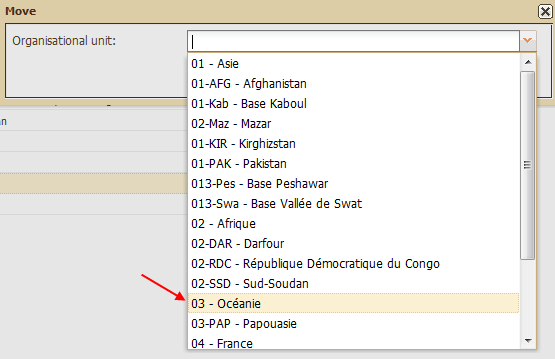 Move
Organisational unit:
01 - Asie
01-AFG - Afghanistan
01-Kab - Base Kaboul
02-Maz - Mazar
01-KIR - Kirghizstan
01-PAK - Pakistan
013-Pes - Base Peshawar
013-Swa - Base Vallée de Swat
02 - Afrique
02-DAR - Darfour
02-RDC - République Démocratique du Congo
02-SSD - Sud-Soudan
03 - Océanie
03-PAP - Papouasie
04 - France